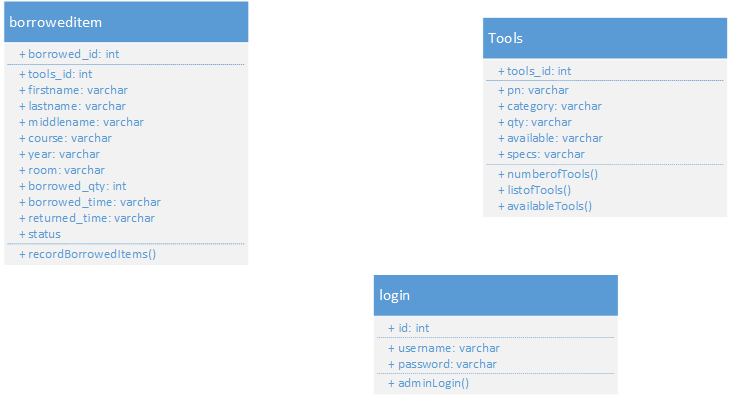 borroweditem
+ borrowed_id: int
+ tools_id: int
+ firstname: varchar
+ lastname: varchar
+ middlename: varchar
+ course: varchar
+ year: varchar
+ room: varchar
+ borrowed_qty: int
+ borrowed_time: varchar
+ returned_time: varchar
+ status
+ recordBorrowedItems()
Tools
+ tools_id: int
+ pn: varchar
+ category: varchar
+ qty: varchar
+ available: varchar
+ specs: varchar
+ numberofTools()
+ listofTools()
+ availableTools()
login
+ id: int
+ username: varchar
+ password: varchar
+ adminLogin()